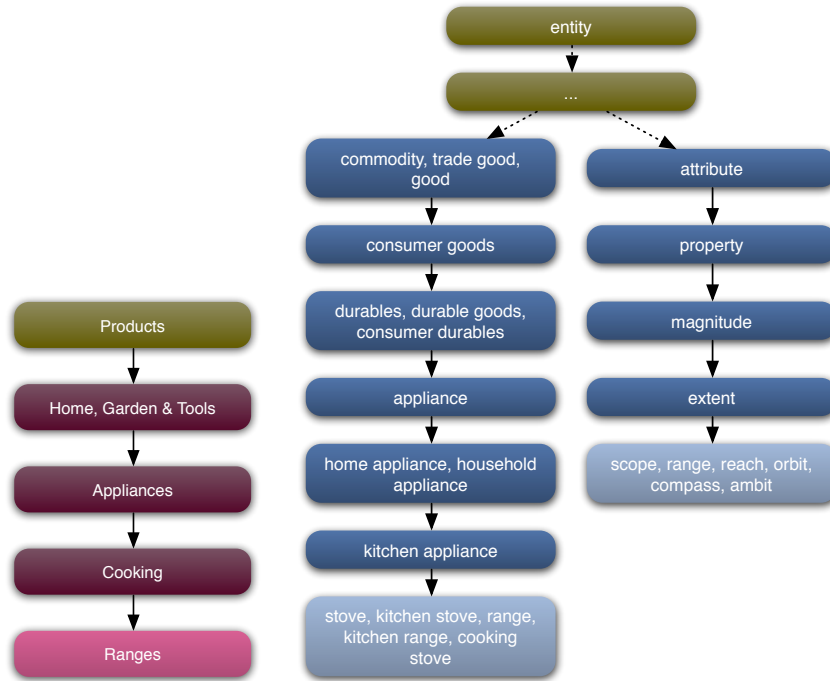 entity
...
commodity, trade good,
good
attribute
consumer goods
property
durables, durable goods,
consumer durables
magnitude
Products
appliance
extent
Home, Garden & Tools
home appliance, household
appliance
scope, range, reach, orbit,
compass, ambit
Appliances
kitchen appliance
Cooking
stove, kitchen stove, range,
kitchen range, cooking
stove
Ranges